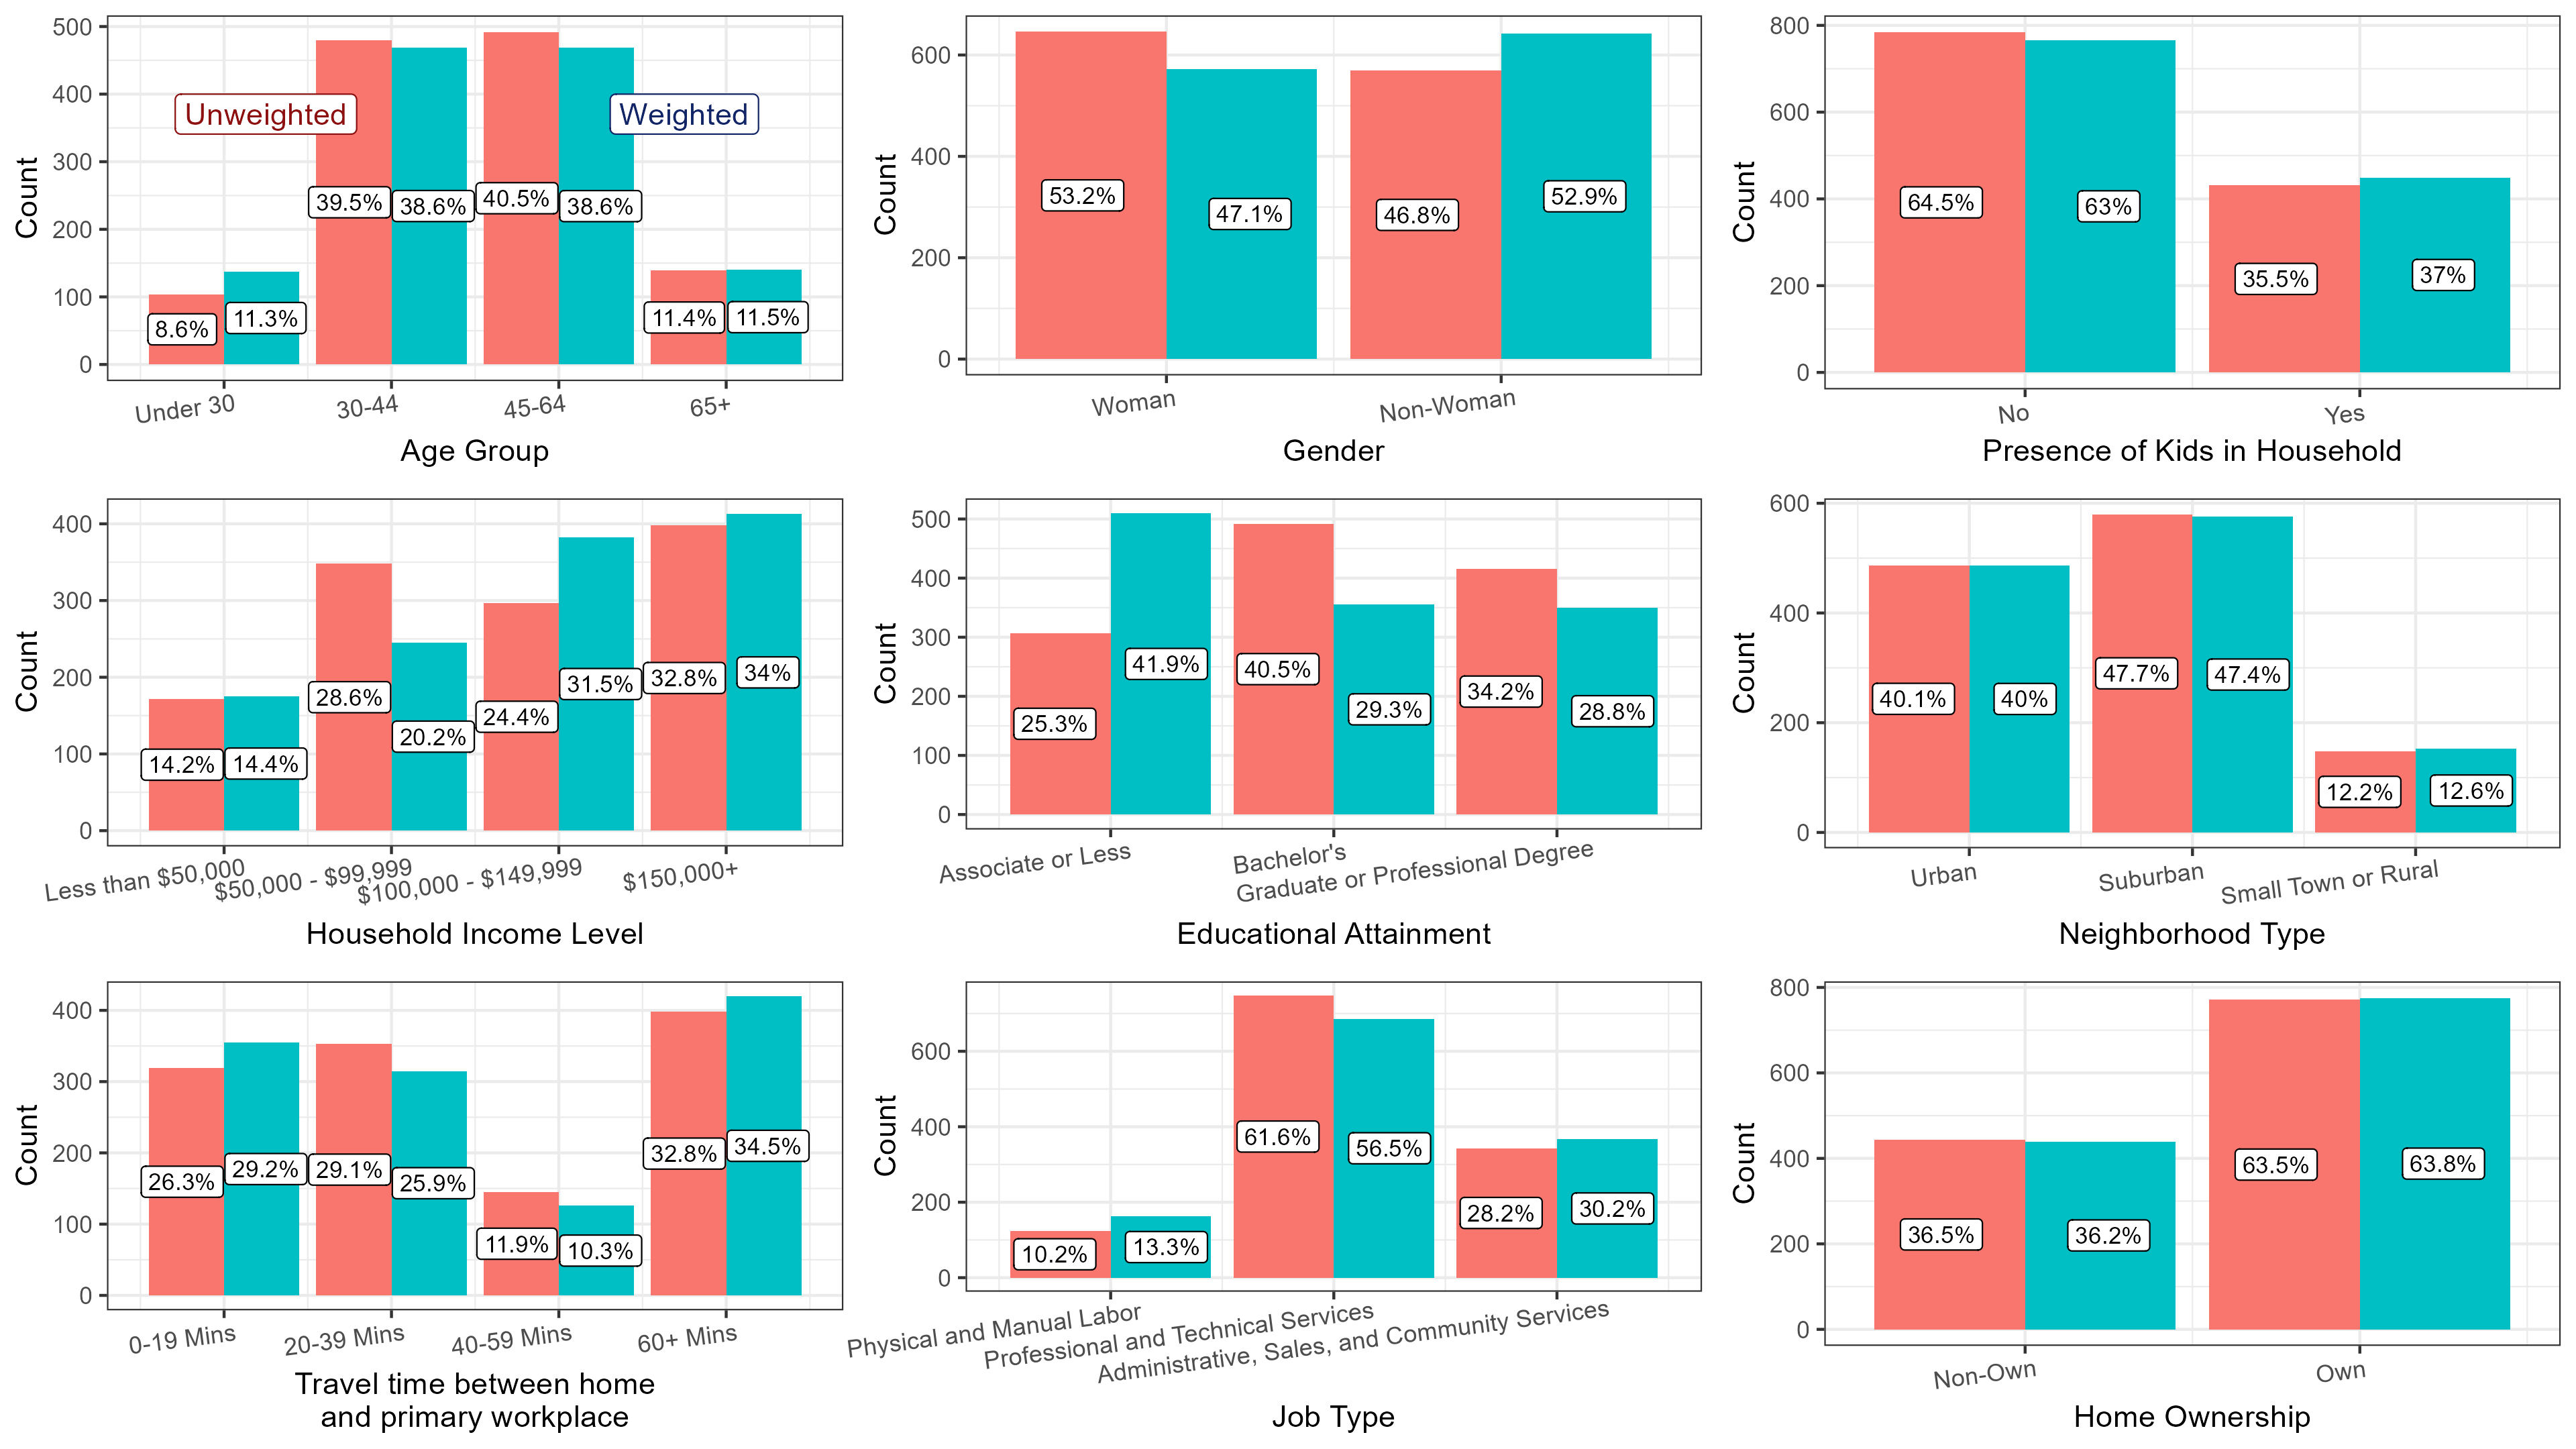 500
400
300
200
100
0
Count
Unweighted
Weighted
8.6%
11.3%
39.5%
38.6%
40.5%
38.6%
11.4%
11.5%
Under 30
30-44
45-64
65+
Age Group
600
400
200
0
Count
53.2%
47.1%
46.8%
52.9%
Woman
Non-Woman
Gender
800
600
400
200
0
Count
64.5%
63%
35.5%
37%
No
Yes
Presence of Kids in Household
400
300
200
100
0
Count
14.2%
14.4%
28.6%
20.2%
24.4%
31.5%
32.8%
34%
Less than $50,000
$50,000 - $99,999
$100,000 - $149,999
$150,000+
Household Income Level
500
400
300
200
100
0
Count
25.3%
41.9%
40.5%
29.3%
34.2%
28.8%
Associate or Less
Bachelor's
Graduate or Professional Degree
Educational Attainment
600
400
200
0
Count
40.1%
40%
47.7%
47.4%
12.2%
12.6%
Urban
Suburban
Small Town or Rural
Neighborhood Type
400
300
200
100
0
Count
26.3%
29.2%
29.1%
25.9%
11.9%
10.3%
32.8%
34.5%
0-19 Mins
20-39 Mins
40-59 Mins
60+ Mins
Travel time between home
and primary workplace
600
400
200
0
Count
10.2%
13.3%
61.6%
56.5%
28.2%
30.2%
Physical and Manual Labor
Professional and Technical Services
Administrative, Sales, and Community Services
Job Type
800
600
400
200
0
Count
36.5%
36.2%
63.5%
63.8%
Non-Own
Own
Home Ownership